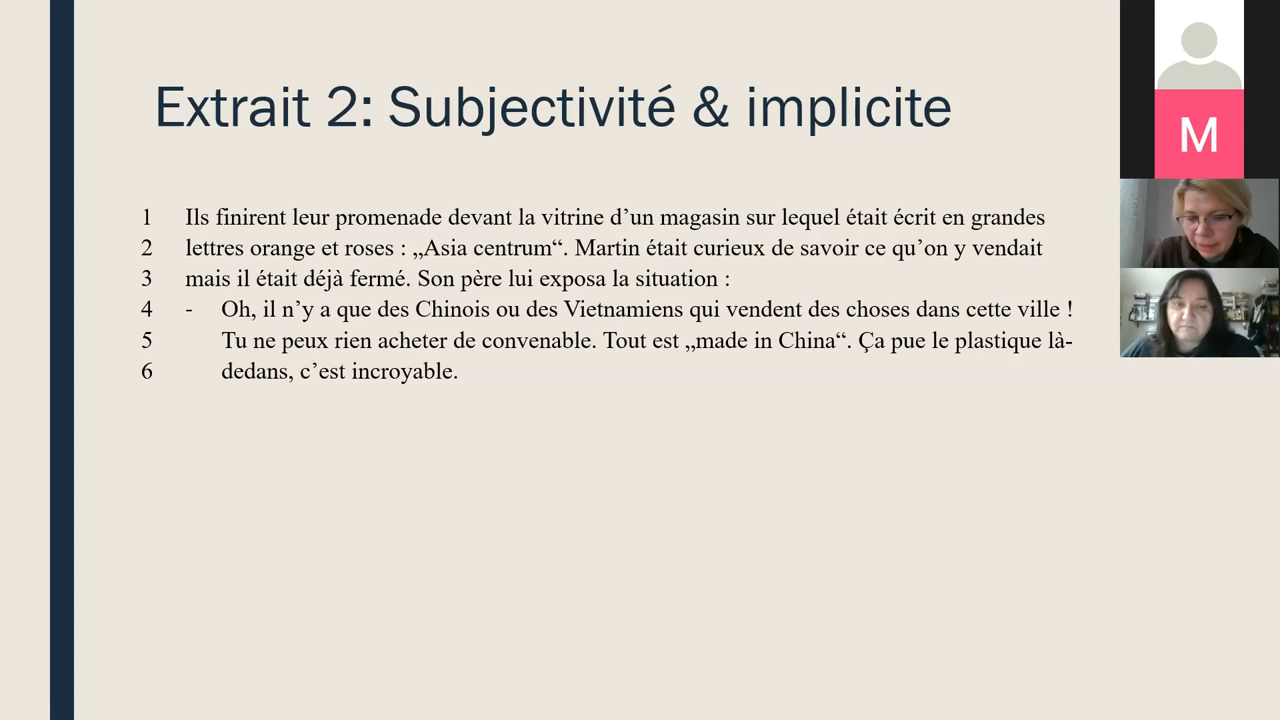 Extrait 2: Subjectivité & implicite
1 Ils finirent leur promenade devant la vitrine d’un magasin sur lequel était écrit en grandes
2 lettres orange et roses : „Asia centrum“. Martin était curieux de savoir ce qu’on y vendait
3 mais il était déjà fermé. Son père lui exposa la situation :
4 - Oh, il n’y a que des Chinois ou des Vietnamiens qui vendent des choses dans cette ville !
5 Tu ne peux rien acheter de convenable. Tout est „made in China“. Ça pue le plastique là-
6 dedans, c’est incroyable.
M